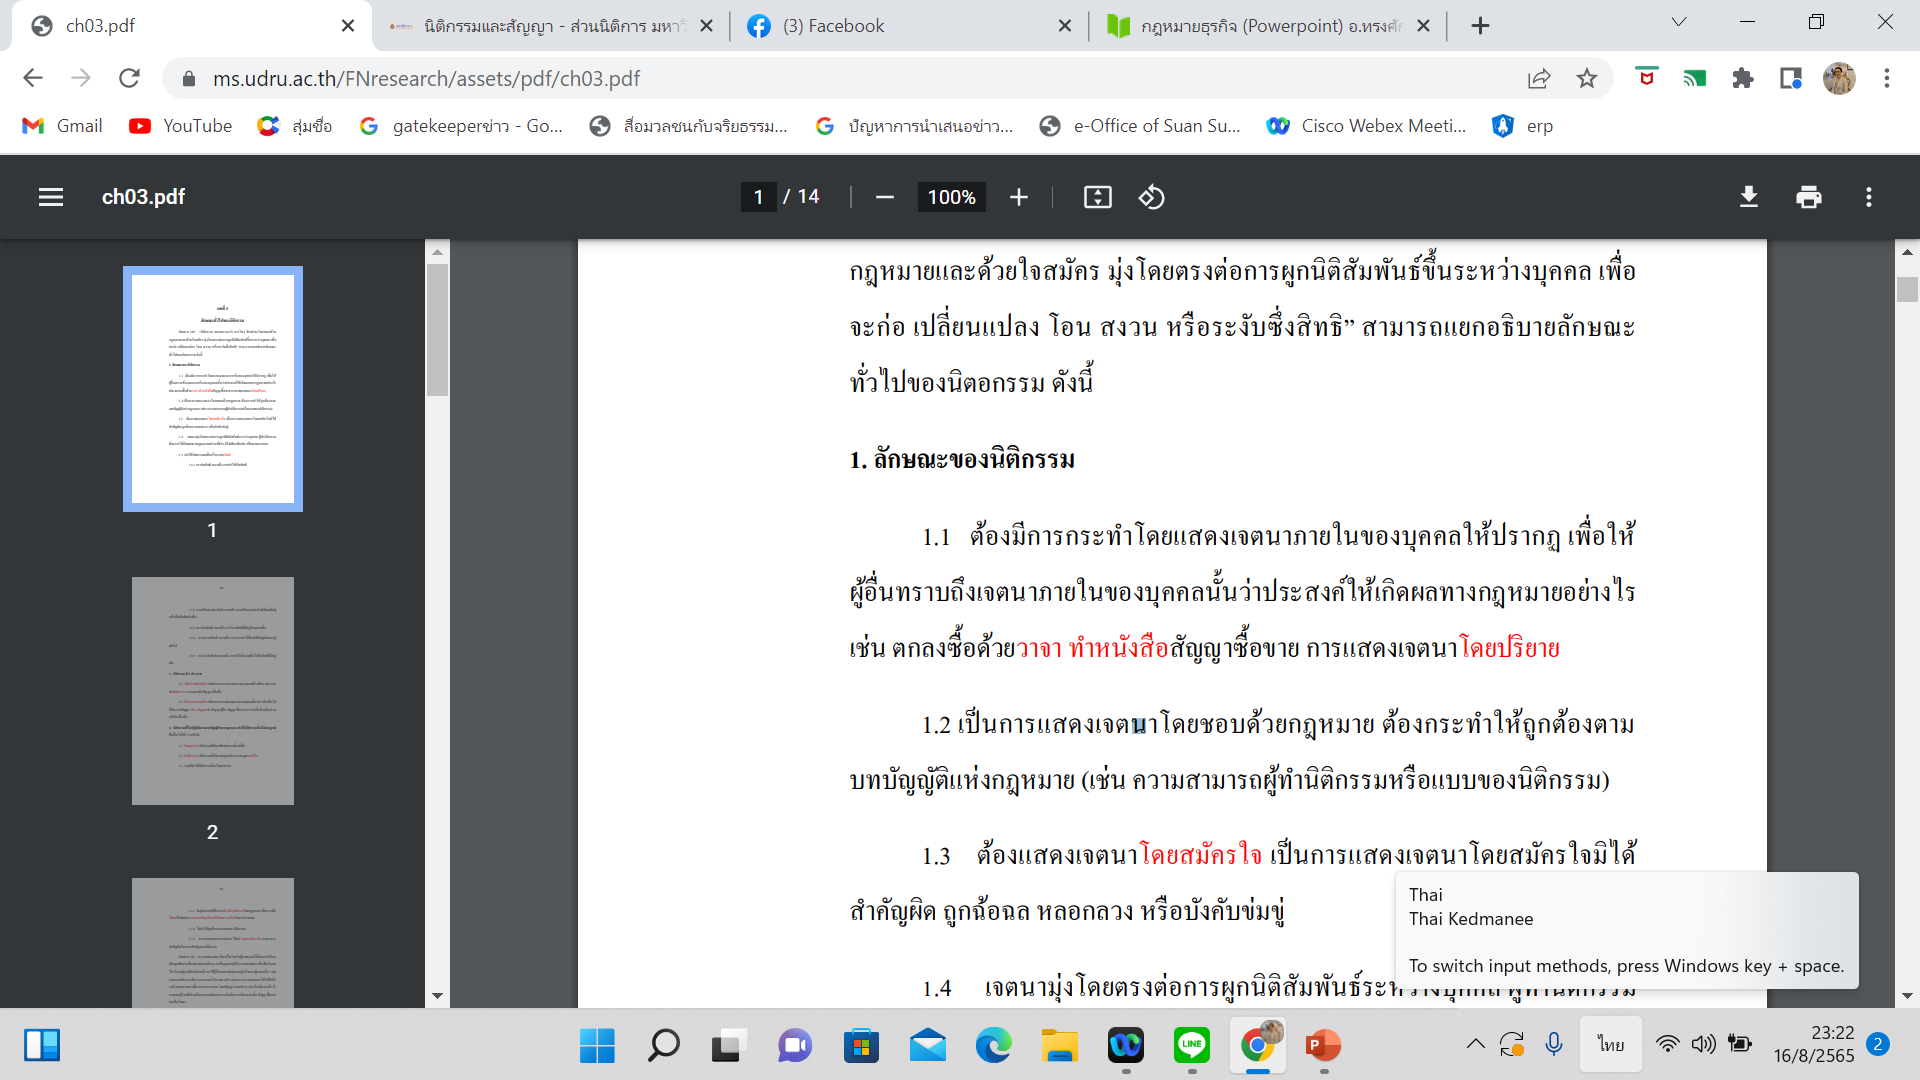 ch03.pdf
นิติกรรมและสัญญา - ส่วนนิติการ มหาวิ
(3) Facebook
กฎหมายธุรกิจ (Powerpoint) อ.ทรงศัก
ms.udru.ac.th/FNresearch/assets/pdf/ch03.pdf
Gmail
YouTube
สุ่มชื่อ
gatekeeperข่าว - Go...
สื่อมวลชนกับจริยธรรม...
ปัญหาการนำเสนอข่าว...
e-Office of Suan Su...
Cisco Webex Meeti...
erp
ch03.pdf
1 / 14
100%
1
2
กฎหมายและด้วยใจสมัคร มุ่งโดยตรงต่อการผูกนิติสัมพันธ์ขึ้นระหว่างบุคคล เพื่อ
จะก่อ เปลี่ยนแปลง โอน สงวน หรือระงับซึ่งสิทธิ” สามารถแยกอธิบายลักษณะ
ทั่วไปของนิตอกรรม ดังนี้
1. ลักษณะของนิติกรรม
1.1 ต้องมีการกระทำโดยแสดงเจตนาภายในของบุคคลให้ปรากฏ เพื่อให้
ผู้อื่นทราบถึงเจตนาภายในของบุคคลนั้นว่าประสงค์ให้เกิดผลทางกฎหมายอย่างไร
เช่น ตกลงซื้อด้วยวาจา ทำหนังสือสัญญาซื้อขาย การแสดงเจตนาโดยปริยาย
1.2 เป็นการแสดงเจตนาโดยชอบด้วยกฎหมาย ต้องกระทำให้ถูกต้องตาม
บทบัญญัติแห่งกฎหมาย (เช่น ความสามารถผู้ทำนิติกรรมหรือแบบของนิติกรรม)
1.3 ต้องแสดงเจตนาโดยสมัครใจ เป็นการแสดงเจตนาโดยสมัครใจมิได้
สำคัญผิด ถูกฉ้อฉล หลอกลวง หรือบังคับข่มขู่
1.4 เจตนามุ่งโดยตรงต่อการผูกนิติสัมพันธ์ระหว่างบุคคล ผู้ทำนิติกรรม
Thai
Thai Kedmanee
To switch input methods, press Windows key + space.
LINE
ไทย
23:22
16/8/2565
2